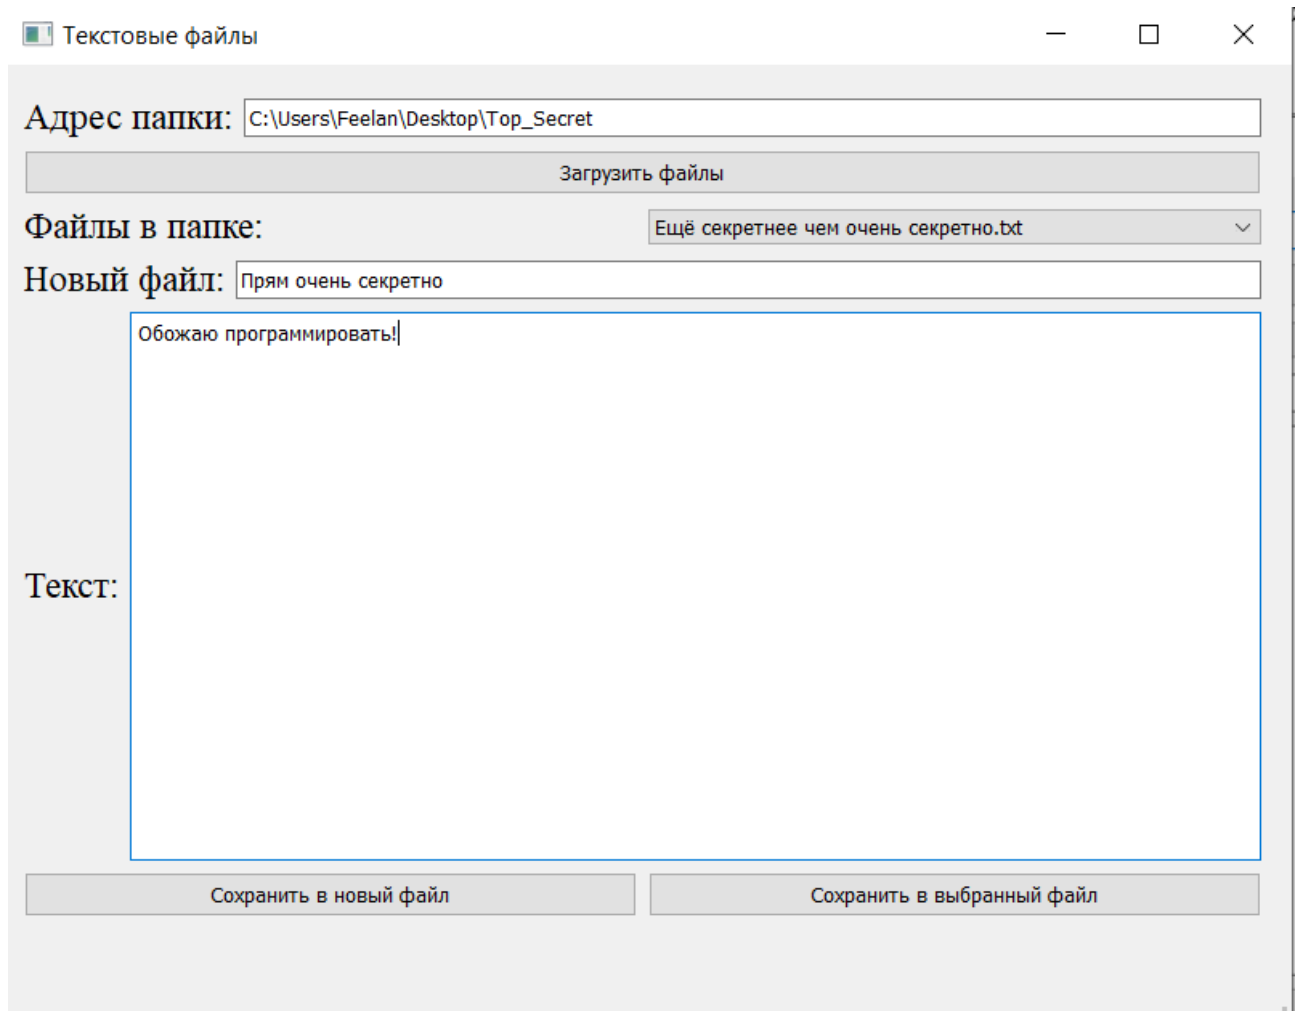 Текстовые файлы
Адрес папки: C:\Users\Feelan\Desktop\Top_Secret
Загрузить файлы
Файлы в папке: Ещё секретнее чем очень секретно.txt
Новый файл: Прям очень секретно
Обожаю программировать!
Текст:
Сохранить в новый файл Сохранить в выбранный файл